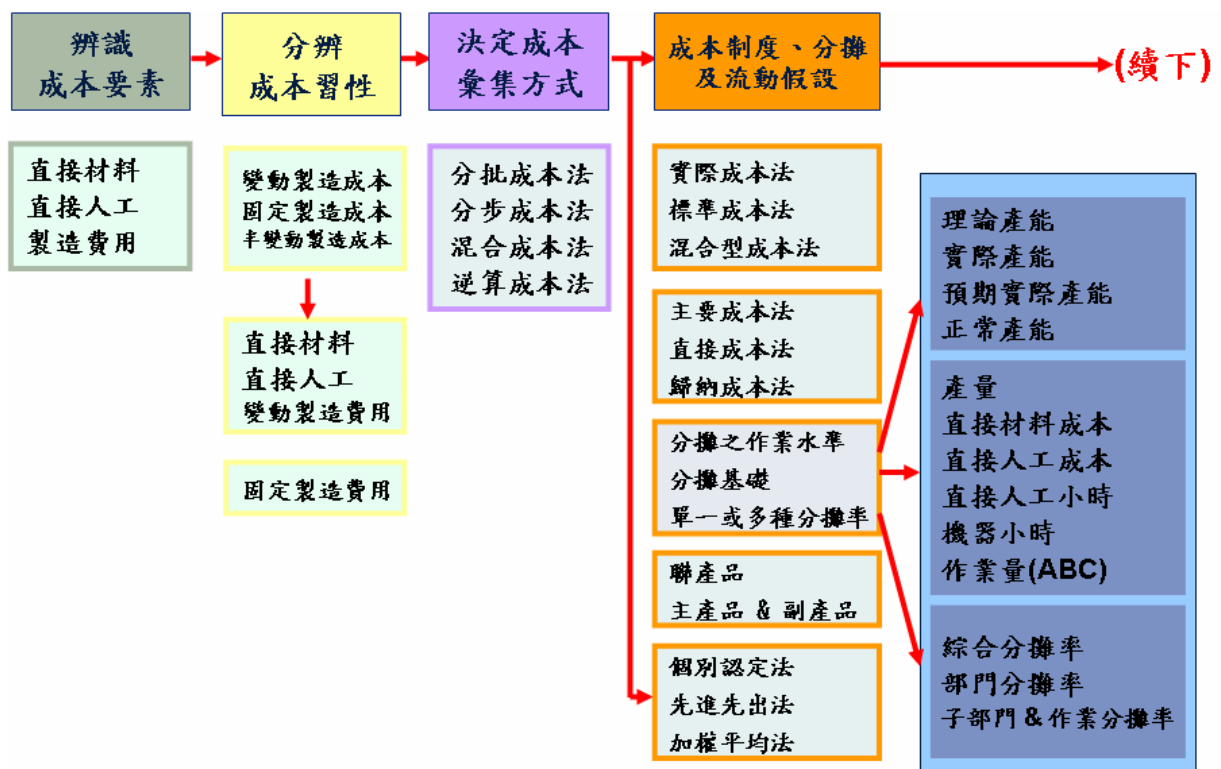 辨識
成本要素
分辨
成本習性
決定成本
彙集方式
成本制度、分攤
及流動假設
(續下)
直接材料
直接人工
製造費用
變動製造成本
固定製造成本
半變動製造成本
直接材料
直接人工
變動製造費用
固定製造費用
分批成本法
分步成本法
混合成本法
逆算成本法
實際成本法
標準成本法
混合型成本法
主要成本法
直接成本法
歸納成本法
分攤之作業水準
分攤基礎
單一或多種分攤率
聯產品
主產品 & 副產品
個別認定法
先進先出法
加權平均法
理論產能
實際產能
預期實際產能
正常產能
產量
直接材料成本
直接人工成本
直接人工小時
機器小時
作業量(ABC)
綜合分攤率
部門分攤率
子部門 & 作業分攤率